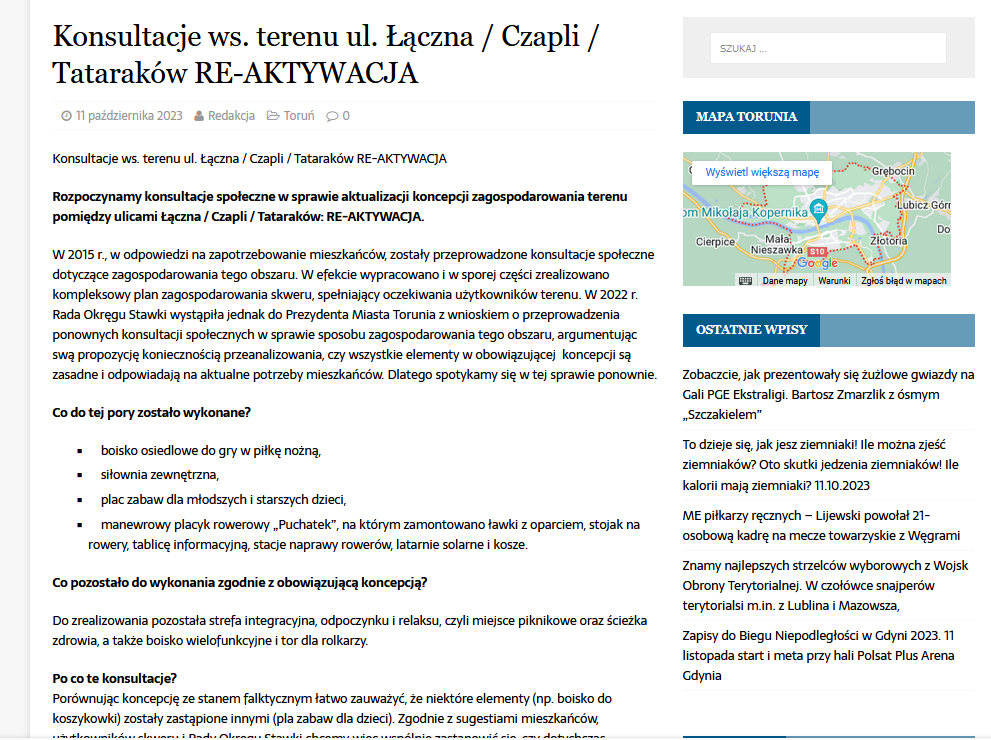 Konsultacje ws. terenu ul. Łączna / Czapli /
Tataraków RE-AKTYWACJA
11 października 2023 Redakcja Toruń 0
Konsultacje ws. terenu ul. Łączna / Czapli / Tataraków RE-AKTYWACJA
Rozpoczynamy konsultacje społeczne w sprawie aktualizacji koncepcji zagospodarowania terenu
pomiędzy ulicami Łączna / Czapli / Tataraków: RE-AKTYWACJA.
W 2015 r., w odpowiedzi na zapotrzebowanie mieszkańców, zostały przeprowadzone konsultacje społeczne
dotyczące zagospodarowania tego obszaru. W efekcie wypracowano i w sporej części zrealizowano
kompleksowy plan zagospodarowania skweru, spełniający oczekiwania użytkowników terenu. W 2022 r.
Rada Okręgu Stawki wystąpiła jednak do Prezydenta Miasta Torunia z wnioskiem o przeprowadzenia
ponownych konsultacji społecznych w sprawie sposobu zagospodarowania tego obszaru, argumentując
swą propozycję koniecznością przeanalizowania, czy wszystkie elementy w obowiązującej koncepcji są
zasadne i odpowiadają na aktualne potrzeby mieszkańców. Dlatego spotykamy się w tej sprawie ponownie.
Co do tej pory zostało wykonane?
▪ boisko osiedlowe do gry w piłkę nożną,
▪ siłownia zewnętrzna,
▪ plac zabaw dla młodszych i starszych dzieci,
▪ manewrowy placyk rowerowy „Puchatek”, na którym zamontowano ławki z oparciem, stojak na
rowery, tablicę informacyjną, stacje naprawy rowerów, latarnie solarne i kosze.
Co pozostało do wykonania zgodnie z obowiązującą koncepcją?
Do zrealizowania pozostała strefa integracyjna, odpoczynku i relaksu, czyli miejsce piknikowe oraz ścieżka
zdrowia, a także boisko wielofunkcyjne i tor dla rolkarzy.
Po co te konsultacje?
Porównując koncepcję ze stanem falktycznym łatwo zauważyć, że niektóre elementy (np. boisko do
koszykowki) zostały zastąpione innymi (pla zabaw dla dzieci). Zgodnie z sugestiami mieszkańców,
użytkowników skweru i Rady Okręgu Stawki chcemy więc wspólnie zastanowić się, czy dotychczas
SZUKAJ …
MAPA TORUNIA
Wyświetl większą mapę
Grębocin
om Mikołaja Kopernika
Lubicz Górn
Do
Cierpice
Mała
Nieszawka
Złotoria
S10
Google
Dane mapy Warunki Zgłoś błąd w mapach
OSTATNIE WPISY
Zobaczcie, jak prezentowały się żużlowe gwiazdy na
Gali PGE Ekstraligi. Bartosz Zmarzlik z ósmym
„Szczakielem”
To dzieje się, jak jesz ziemniaki! Ile można zjeść
ziemniaków? Oto skutki jedzenia ziemniaków! Ile
kalorii mają ziemniaki? 11.10.2023
ME piłkarzy ręcznych – Lijewski powołał 21-
osobową kadrę na mecze towarzyskie z Węgrami
Znamy najlepszych strzelców wyborowych z Wojsk
Obrony Terytorialnej. W czołówce snajperów
terytorialsi m.in. z Lublina i Mazowsza,
Zapisy do Biegu Niepodległości w Gdyni 2023. 11
listopada start i meta przy hali Polsat Plus Arena
Gdynia